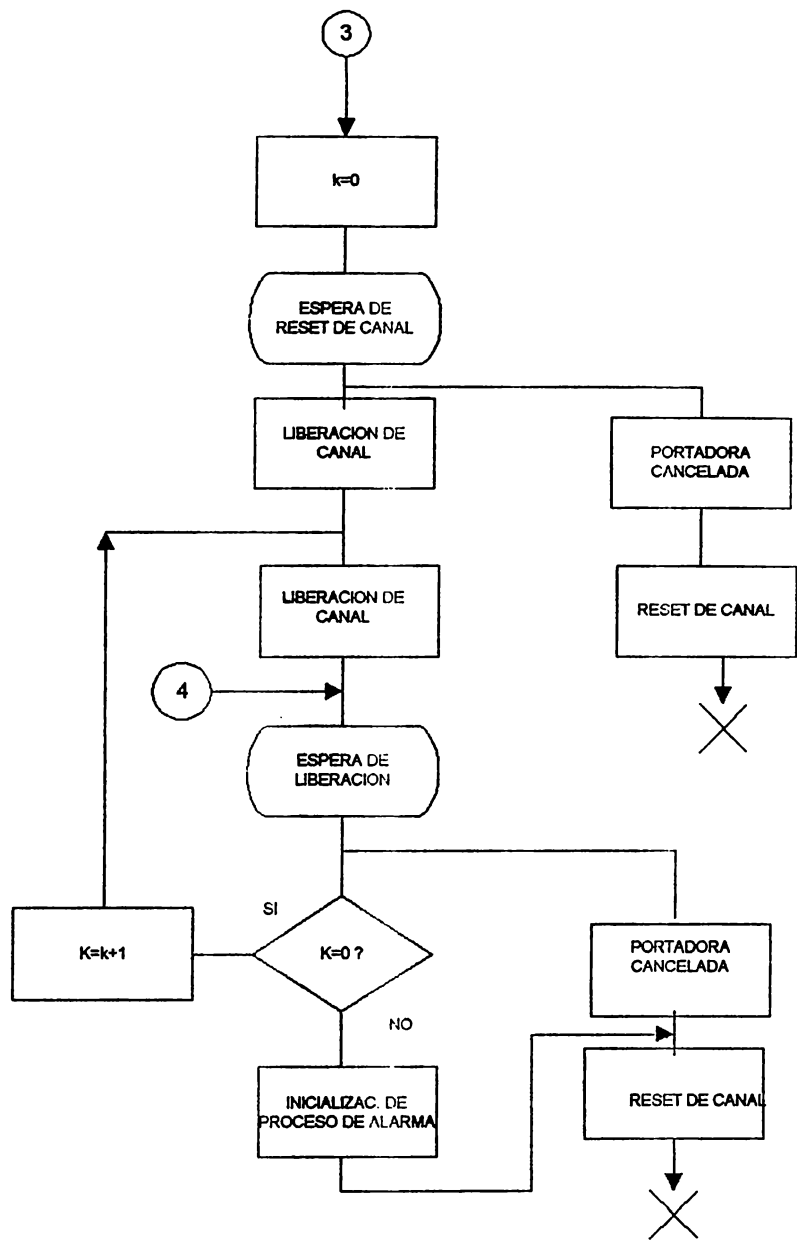 3
k=0
ESPERA DE
RESET DE CANAL
LIBERACION DE
CANAL
PORTADORA
CANCELADA
LIBERACION DE
CANAL
RESET DE CANAL
4
ESPERA DE
LIBERACION
SI
K=k+1
K=0 ?
PORTADORA
CANCELADA
NO
INICIALIZAC. DE
PROCESO DE ALARMA
RESET DE CANAL